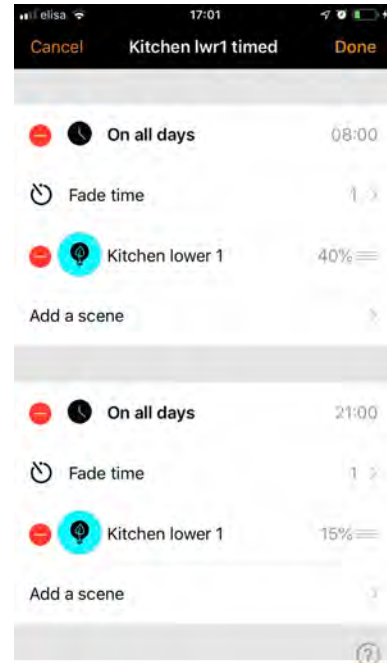 elisa 17:01
Cancel Kitchen lwr1 timed Done
On all days 08:00
Fade time 1
Kitchen lower 1 40%
Add a scene
On all days 21:00
Fade time 1
Kitchen lower 1 15%
Add a scene
?